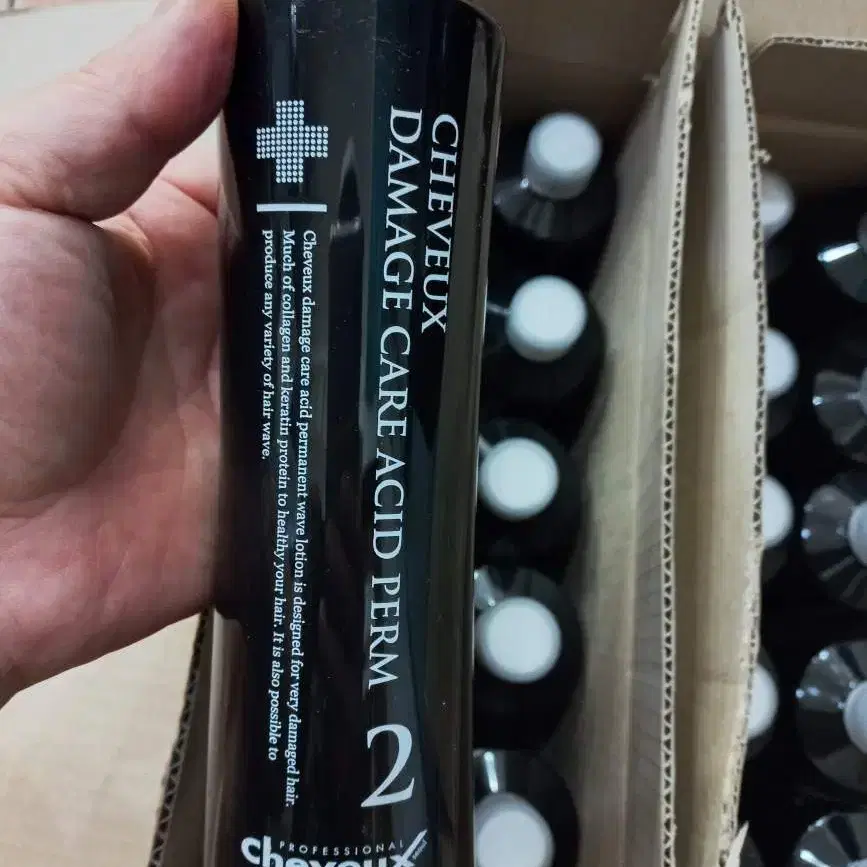 CHEVEUX
DAMAGE CARE ACID PERM 2
Cheveux damage care acid permanent wave lotion is designed for very damaged hair.
Much of collagen and keratin protein to healthy your hair. It is also possible to
produce any variety of hair wave.
PROFESSIONAL
cheveux